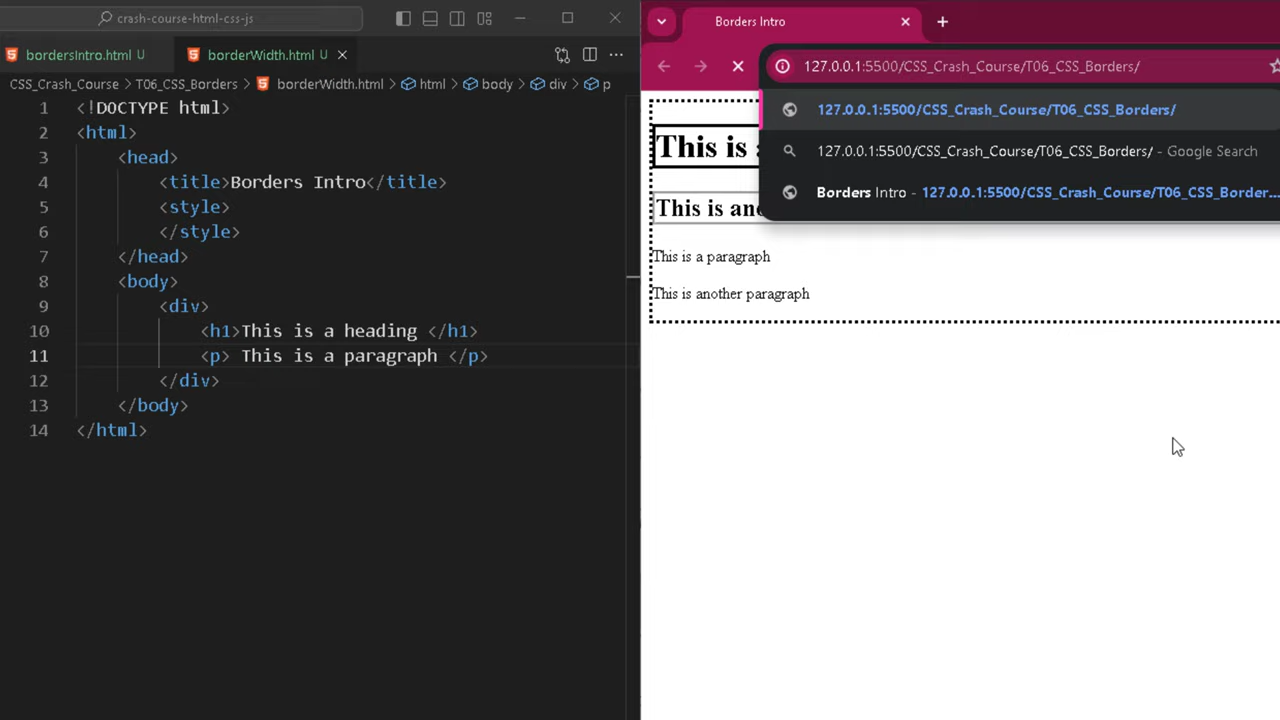 crash-course-html-css-js
bordersIntro.html U
borderWidth.html U
CSS_Crash_Course > T06_CSS_Borders > borderWidth.html > html > body > div > p
1 <!DOCTYPE html>
2 <html>
3 <head>
4 <title>Borders Intro</title>
5 <style>
6 </style>
7 </head>
8 <body>
9 <div>
10 <h1>This is a heading </h1>
11 <p> This is a paragraph </p>
12 </div>
13 </body>
14 </html>
Borders Intro
127.0.0.1:5500/CSS_Crash_Course/T06_CSS_Borders/
127.0.0.1:5500/CSS_Crash_Course/T06_CSS_Borders/
127.0.0.1:5500/CSS_Crash_Course/T06_CSS_Borders/ - Google Search
Borders Intro - 127.0.0.1:5500/CSS_Crash_Course/T06_CSS_Border...
This is
This is
This is a paragraph
This is another paragraph